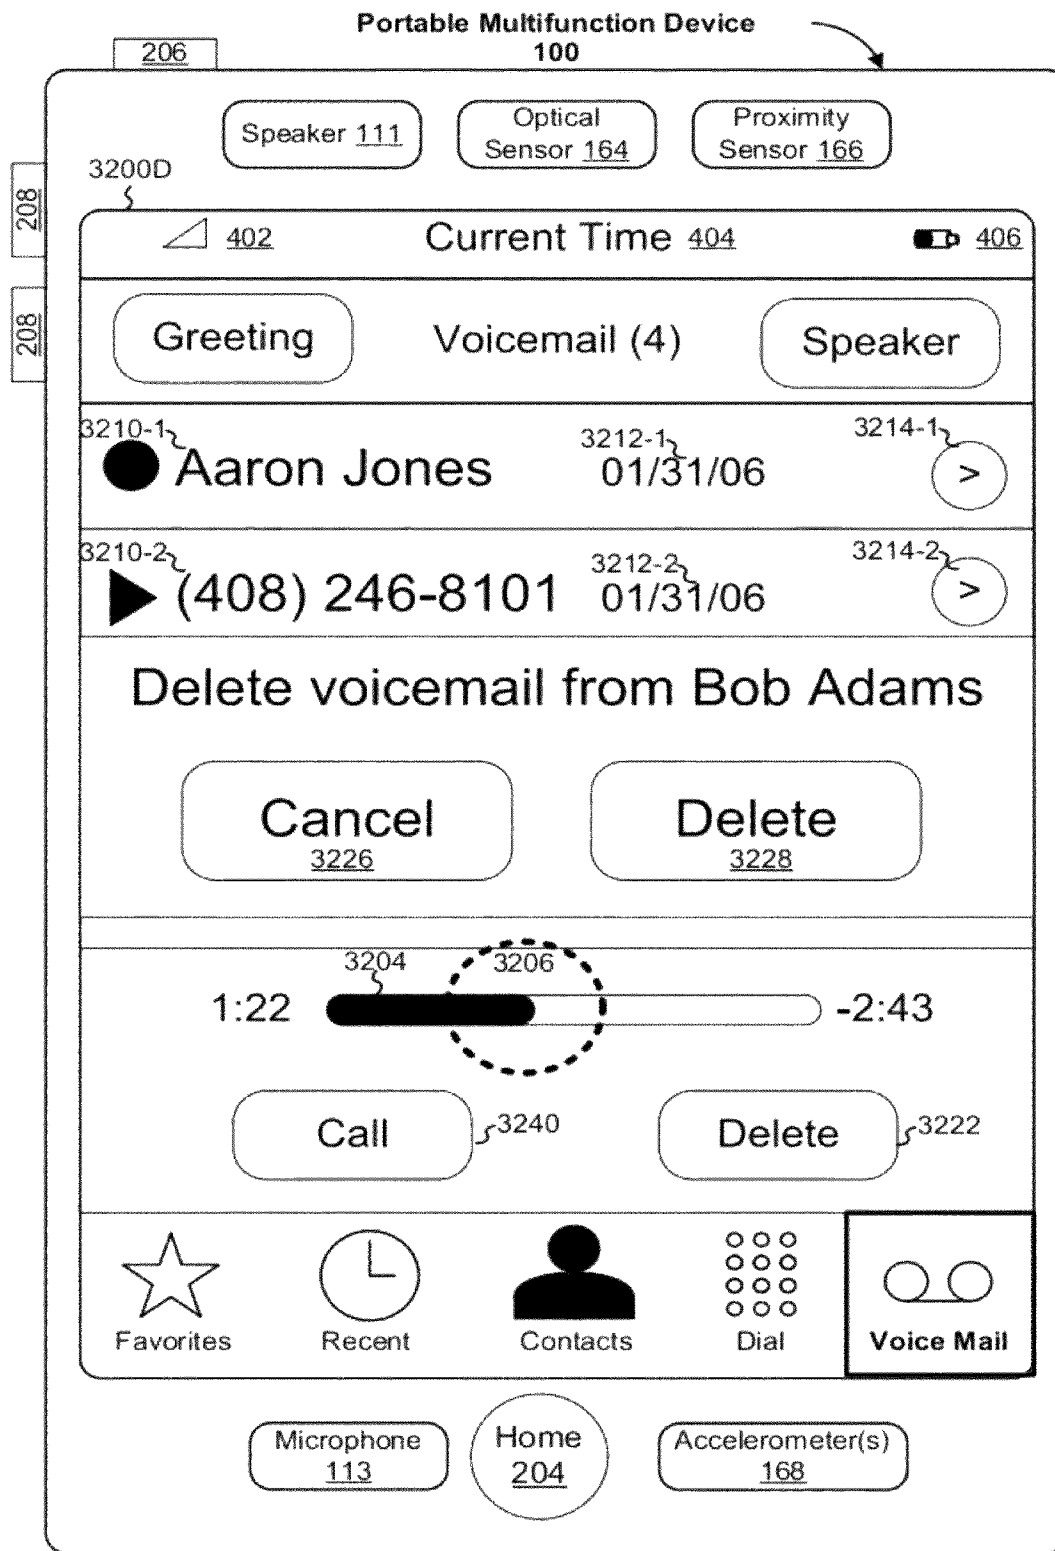 Portable Multifunction Device
100
206
Speaker 111
Optical
Sensor 164
Proximity
Sensor 166
208
208
3200D
402
Current Time 404
406
Greeting
Voicemail (4)
Speaker
3210-1
3212-1
3214-1
Aaron Jones
01/31/06
>
3210-2
3212-2
3214-2
(408) 246-8101
01/31/06
>
Delete voicemail from Bob Adams
Cancel
3226
Delete
3228
3204
3206
1:22
-2:43
Call
3240
Delete
3222
Favorites
Recent
Contacts
Dial
Voice Mail
Microphone
113
Home
204
Accelerometer(s)
168